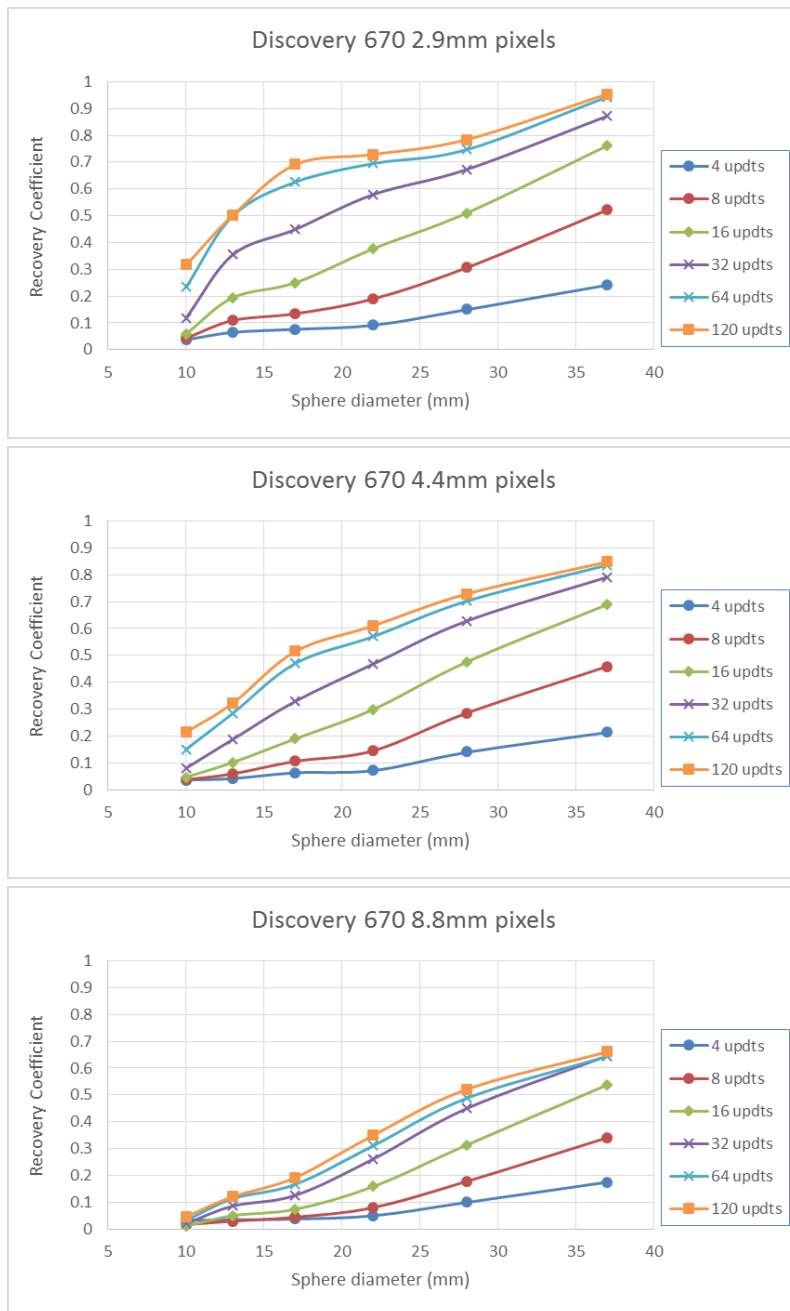 Discovery 670 2.9mm pixels
Recovery Coefficient
1
0.9
0.8
0.7
0.6
0.5
0.4
0.3
0.2
0.1
0
5 10 15 20 25 30 35 40
Sphere diameter (mm)
4 updts
8 updts
16 updts
32 updts
64 updts
120 updts
Discovery 670 4.4mm pixels
Recovery Coefficient
1
0.9
0.8
0.7
0.6
0.5
0.4
0.3
0.2
0.1
0
5 10 15 20 25 30 35 40
Sphere diameter (mm)
4 updts
8 updts
16 updts
32 updts
64 updts
120 updts
Discovery 670 8.8mm pixels
Recovery Coefficient
1
0.9
0.8
0.7
0.6
0.5
0.4
0.3
0.2
0.1
0
5 10 15 20 25 30 35 40
Sphere diameter (mm)
4 updts
8 updts
16 updts
32 updts
64 updts
120 updts